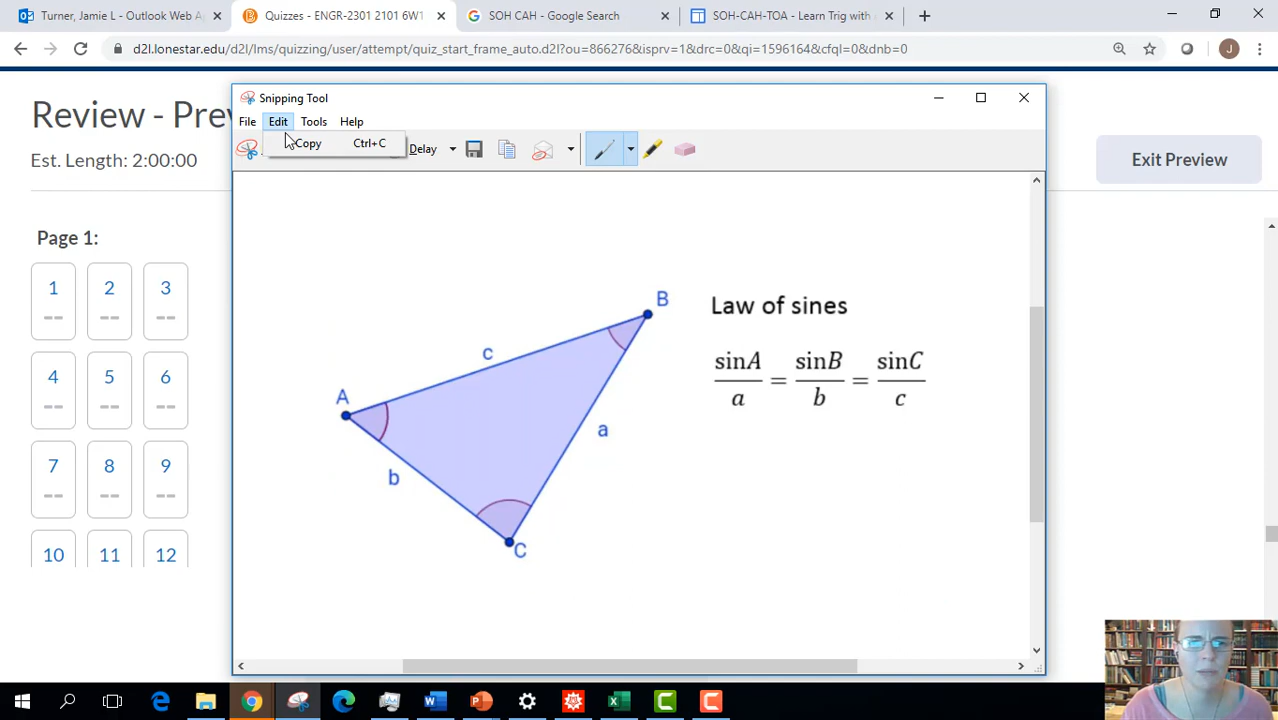 Turner, Jamie L - Outlook Web A
Quizzes - ENGR-2301 2101 6W1
SOH CAH - Google Search
SOH-CAH-TOA - Learn Trig with
d2l.lonestar.edu/d2l/lms/quizzing/user/attempt/quiz_start_frame_auto.d2l?ou=866276&isprv=1&drc=0&qi=1596164&cfql=0&dnb=0
J
Review - Prev
Est. Length: 2:00:00
Exit Preview
Page 1:
1 2 3
-- -- --
4 5 6
-- -- --
7 8 9
-- -- --
10 11 12
Snipping Tool
File Edit Tools Help
Copy Ctrl+C
Delay
B
Law of sines
c
sinA/a = sinB/b = sinC/c
A
a
b
C